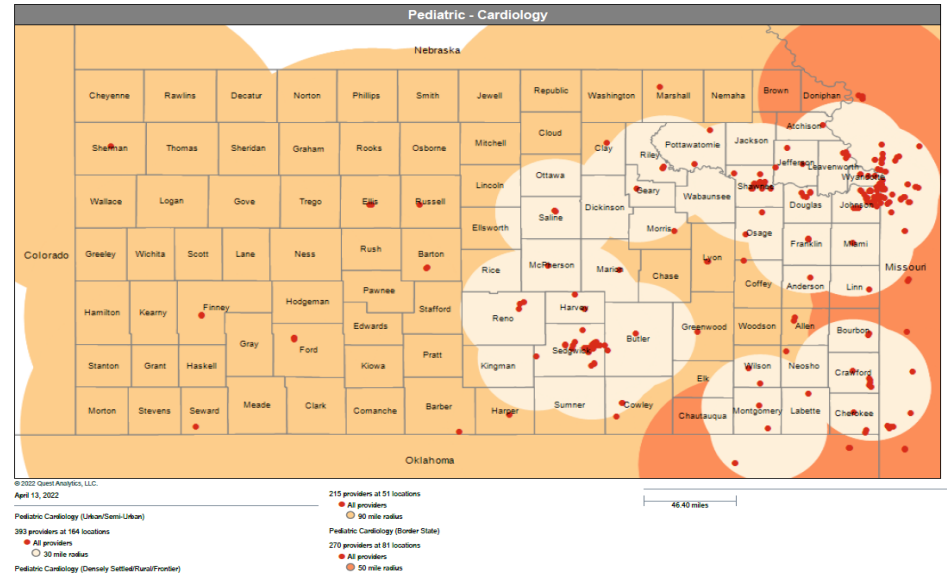 Pediatric - Cardiology
Nebraska
Cheyenne Rawlins Decatur Norton Phillips Smith Jewell Republic Washington Marshall Nemaha Brown Doniphan
Atchison
Sherman Thomas Sheridan Graham Rooks Osborne Mitchell Cloud Clay Riley Pottawatomie Jackson Jefferson Leavenworth
Wyandotte
Wallace Logan Gove Trego Ellis Russell Lincoln Ottawa Dickinson Geary Wabaunsee Shawnee Douglas Johnson
Saline
Ellsworth Morris Osage Franklin Miami
Colorado Greeley Wichita Scott Lane Ness Rush Barton Rice McPherson Marion Chase Lyon Coffey Anderson Linn Missouri
Hamilton Kearny Finney Hodgeman Pawnee Stafford Reno Harvey
Gray Ford Edwards Sedgwick Butler Greenwood Woodson Allen Bourbon
Stanton Grant Haskell Kiowa Pratt Kingman Elk Wilson Neosho Crawford
Morton Stevens Seward Meade Clark Comanche Barber Harper Sumner Cowley Chautauqua Montgomery Labette Cherokee
Oklahoma
© 2022 Quest Analytics, LLC.
April 13, 2022
Pediatric Cardiology (Urban/Semi-Urban)
393 providers at 164 locations
All providers
30 mile radius
Pediatric Cardiology (Densely Settled/Rural/Frontier)
215 providers at 51 locations
All providers
90 mile radius
Pediatric Cardiology (Border State)
270 providers at 81 locations
All providers
50 mile radius
46.40 miles